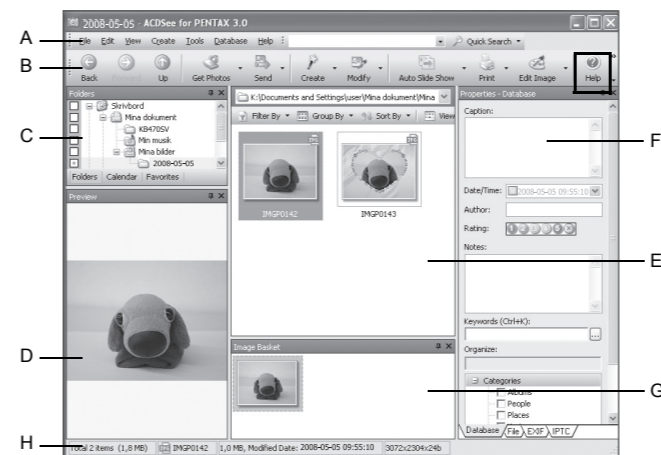 2008-05-05 - ACDSee for PENTAX 3.0
A
File Edit View Create Tools Database Help
Quick Search
B
Back
Up
Get Photos
Send
Create
Modify
Auto Slide Show
Print
Edit Image
Help
Folders
C
Skrivbord
Mina dokument
KB470SV
Min musik
Mina bilder
2008-05-05
Folders Calendar Favorites
K:\Documents and Settings\user\Mina dokument\Mina
Filter By Group By Sort By View
IMGP0142
IMGP0143
Properties - Database
Caption:
F
Date/Time: 2008-05-05 09:55:10
Author:
Rating:
Notes:
E
Keywords (Ctrl+K):
...
Organize:
Categories
Albums
People
Places
Database File EXIF IPTC
Preview
D
Image Basket
G
H
Total 2 items (1,8 MB) IMGP0142 1,0 MB, Modified Date: 2008-05-05 09:55:10 3072x2304x24b